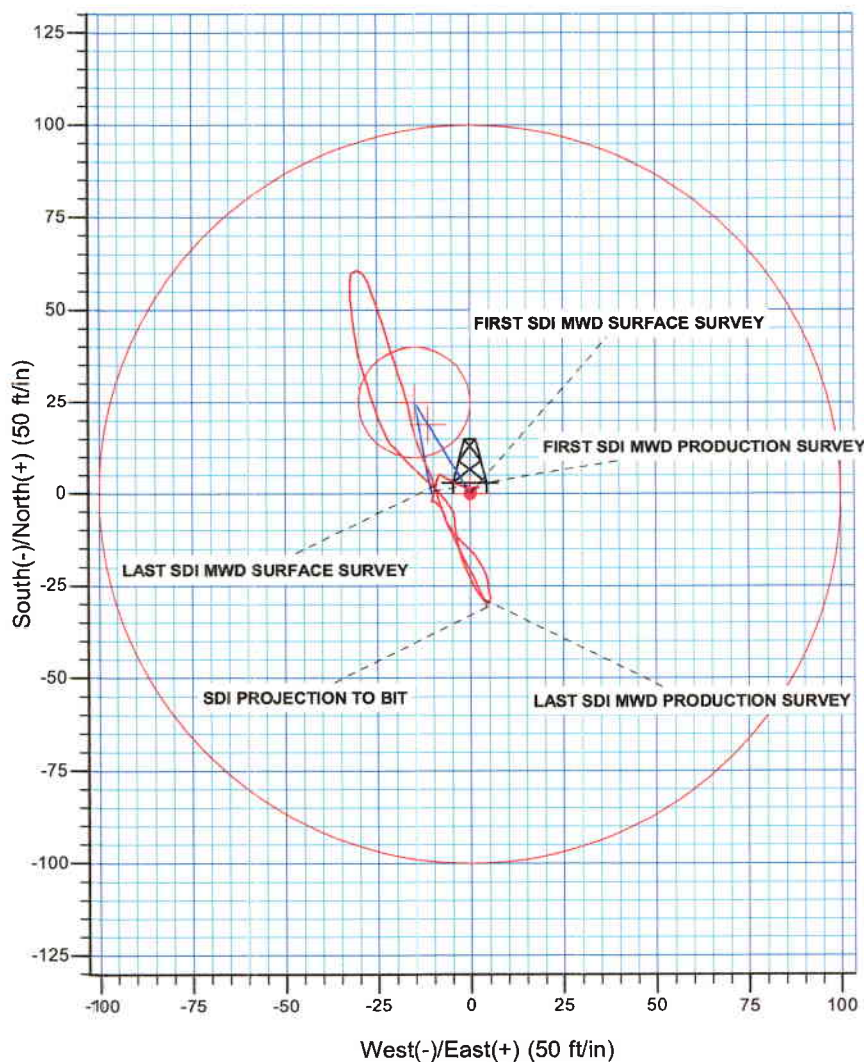 125
100
75
50
25
0
-25
-50
-75
-100
-125
South(-)/North(+) (50 ft/in)
FIRST SDI MWD SURFACE SURVEY
FIRST SDI MWD PRODUCTION SURVEY
LAST SDI MWD SURFACE SURVEY
SDI PROJECTION TO BIT
LAST SDI MWD PRODUCTION SURVEY
-100 -75 -50 -25 0 25 50 75 100
West(-)/East(+) (50 ft/in)